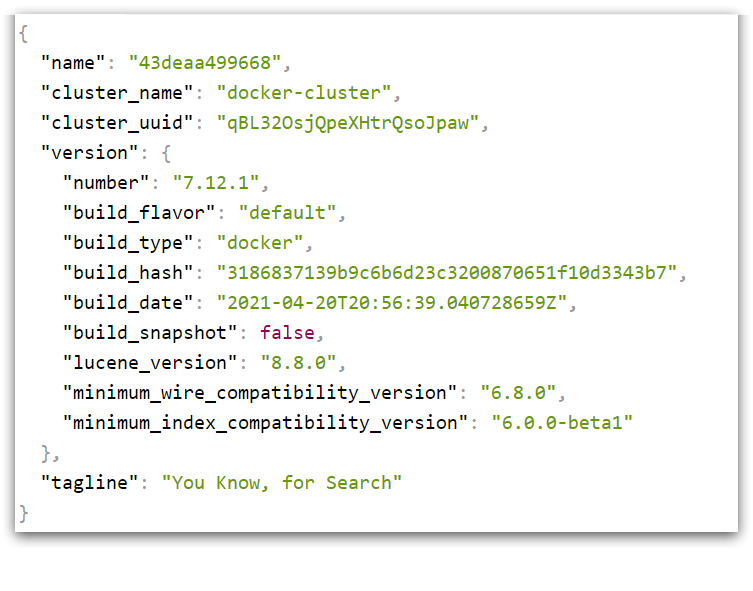 {
"name": "43deaa499668",
"cluster_name": "docker-cluster",
"cluster_uuid": "qBL32OsjQpeXHtrQsoJpaw",
"version": {
"number": "7.12.1",
"build_flavor": "default",
"build_type": "docker",
"build_hash": "3186837139b9c6b6d23c3200870651f10d3343b7",
"build_date": "2021-04-20T20:56:39.040728659Z",
"build_snapshot": false,
"lucene_version": "8.8.0",
"minimum_wire_compatibility_version": "6.8.0",
"minimum_index_compatibility_version": "6.0.0-beta1"
},
"tagline": "You Know, for Search"
}